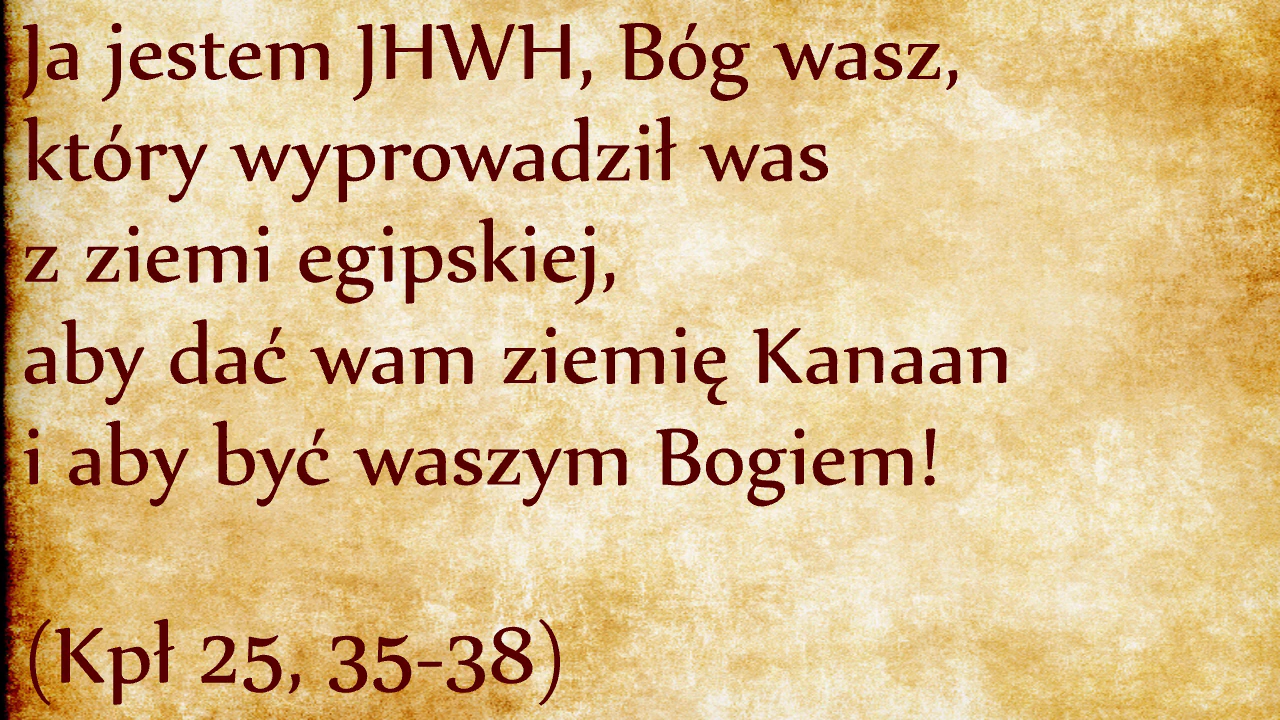 Ja jestem JHWH, Bóg wasz,
który wyprowadził was
z ziemi egipskiej,
aby dać wam ziemię Kanaan
i aby być waszym Bogiem!
(Kpł 25, 35-38)